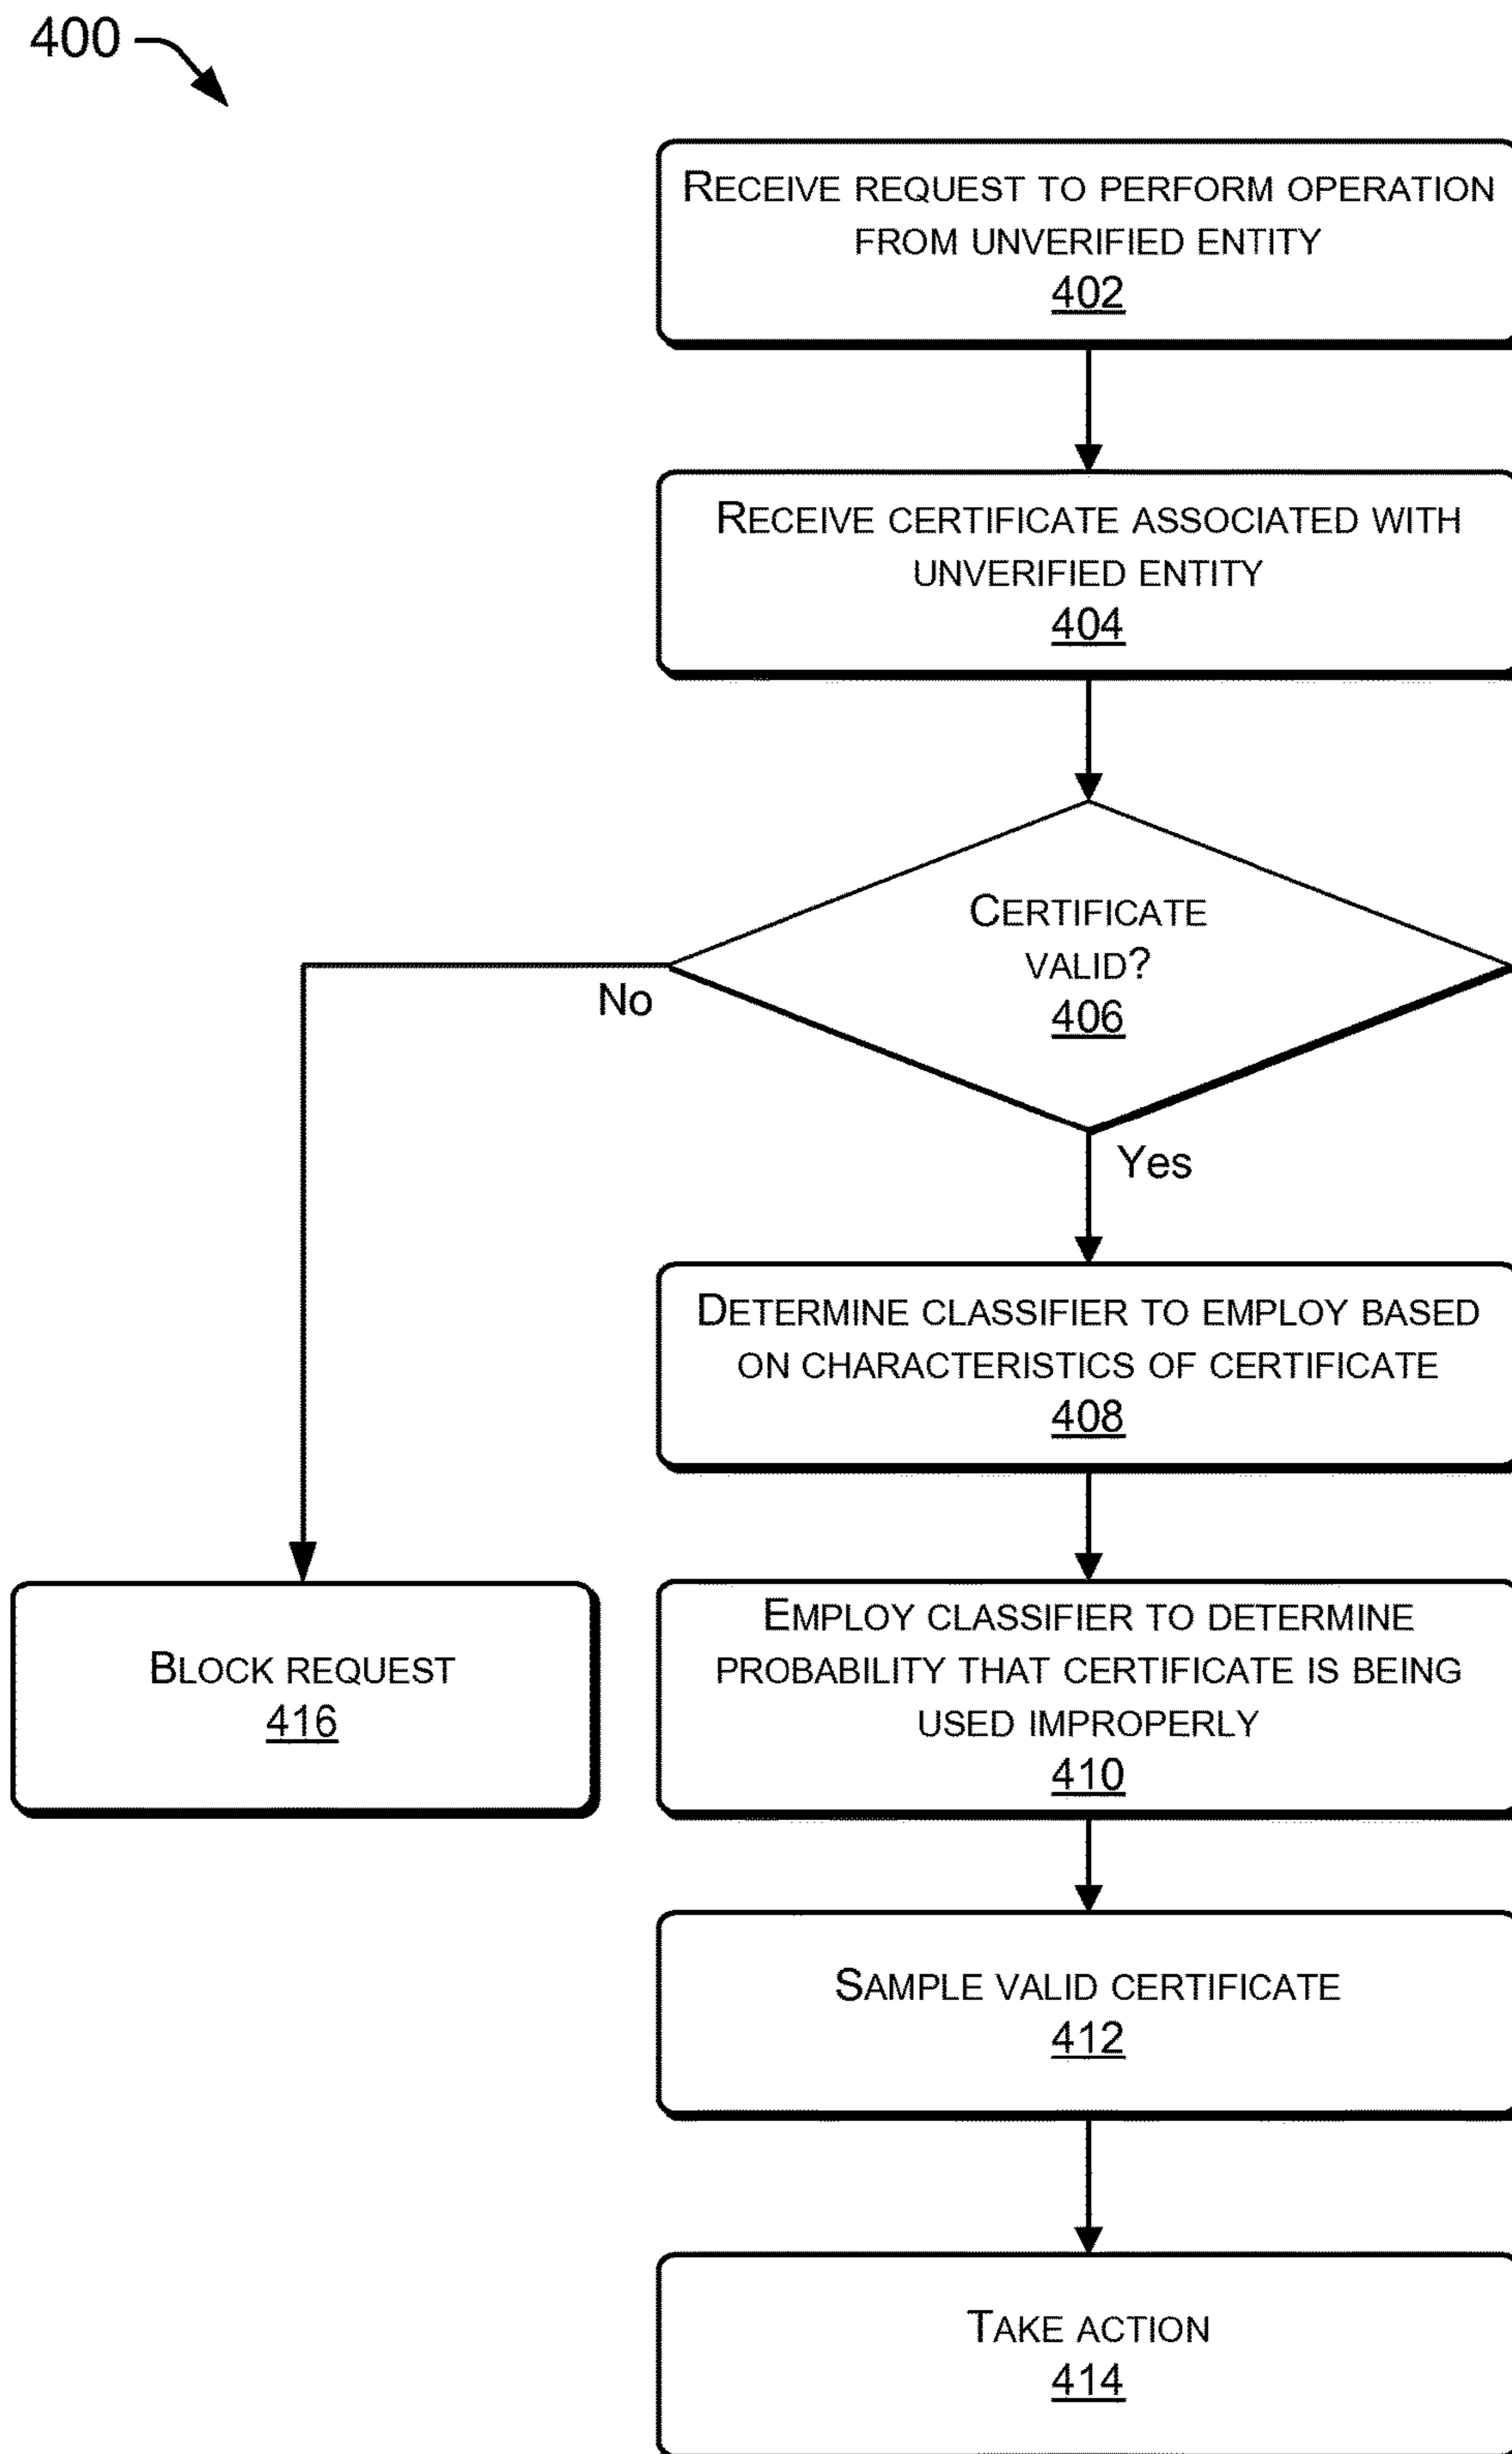 400
RECEIVE REQUEST TO PERFORM OPERATION
FROM UNVERIFIED ENTITY
402
RECEIVE CERTIFICATE ASSOCIATED WITH
UNVERIFIED ENTITY
404
CERTIFICATE
VALID?
406
No
Yes
DETERMINE CLASSIFIER TO EMPLOY BASED
ON CHARACTERISTICS OF CERTIFICATE
408
BLOCK REQUEST
416
EMPLOY CLASSIFIER TO DETERMINE
PROBABILITY THAT CERTIFICATE IS BEING
USED IMPROPERLY
410
SAMPLE VALID CERTIFICATE
412
TAKE ACTION
414